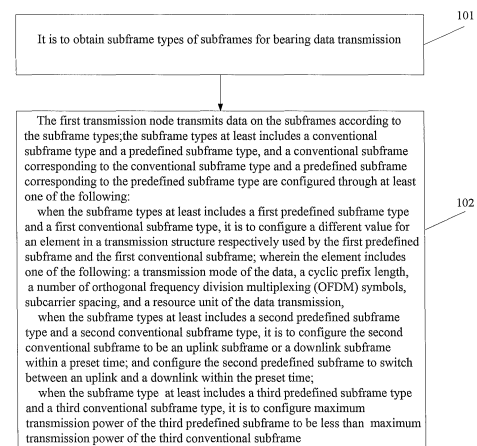 101
It is to obtain subframe types of subframes for bearing data transmission
The first transmission node transmits data on the subframes according to
the subframe types;the subframe types at least includes a conventional
subframe type and a predefined subframe type, and a conventional subframe
corresponding to the conventional subframe type and a predefined subframe
corresponding to the predefined subframe type are configured through at least
one of the following:
when the subframe types at least includes a first predefined subframe type
and a first conventional subframe type, it is to configure a different value for
an element in a transmission structure respectively used by the first predefined
subframe and the first conventional subframe; wherein the element includes
one of the following: a transmission mode of the data, a cyclic prefix length,
a number of orthogonal frequency division multiplexing (OFDM) symbols,
subcarrier spacing, and a resource unit of the data transmission,
when the subframe types at least includes a second predefined subframe
type and a second conventional subframe type, it is to configure the second
conventional subframe to be an uplink subframe or a downlink subframe
within a preset time; and configure the second predefined subframe to switch
between an uplink and a downlink within the preset time;
when the subframe type at least includes a third predefined subframe type
and a third conventional subframe type, it is to configure maximum
transmission power of the third predefined subframe to be less than maximum
transmission power of the third conventional subframe
102